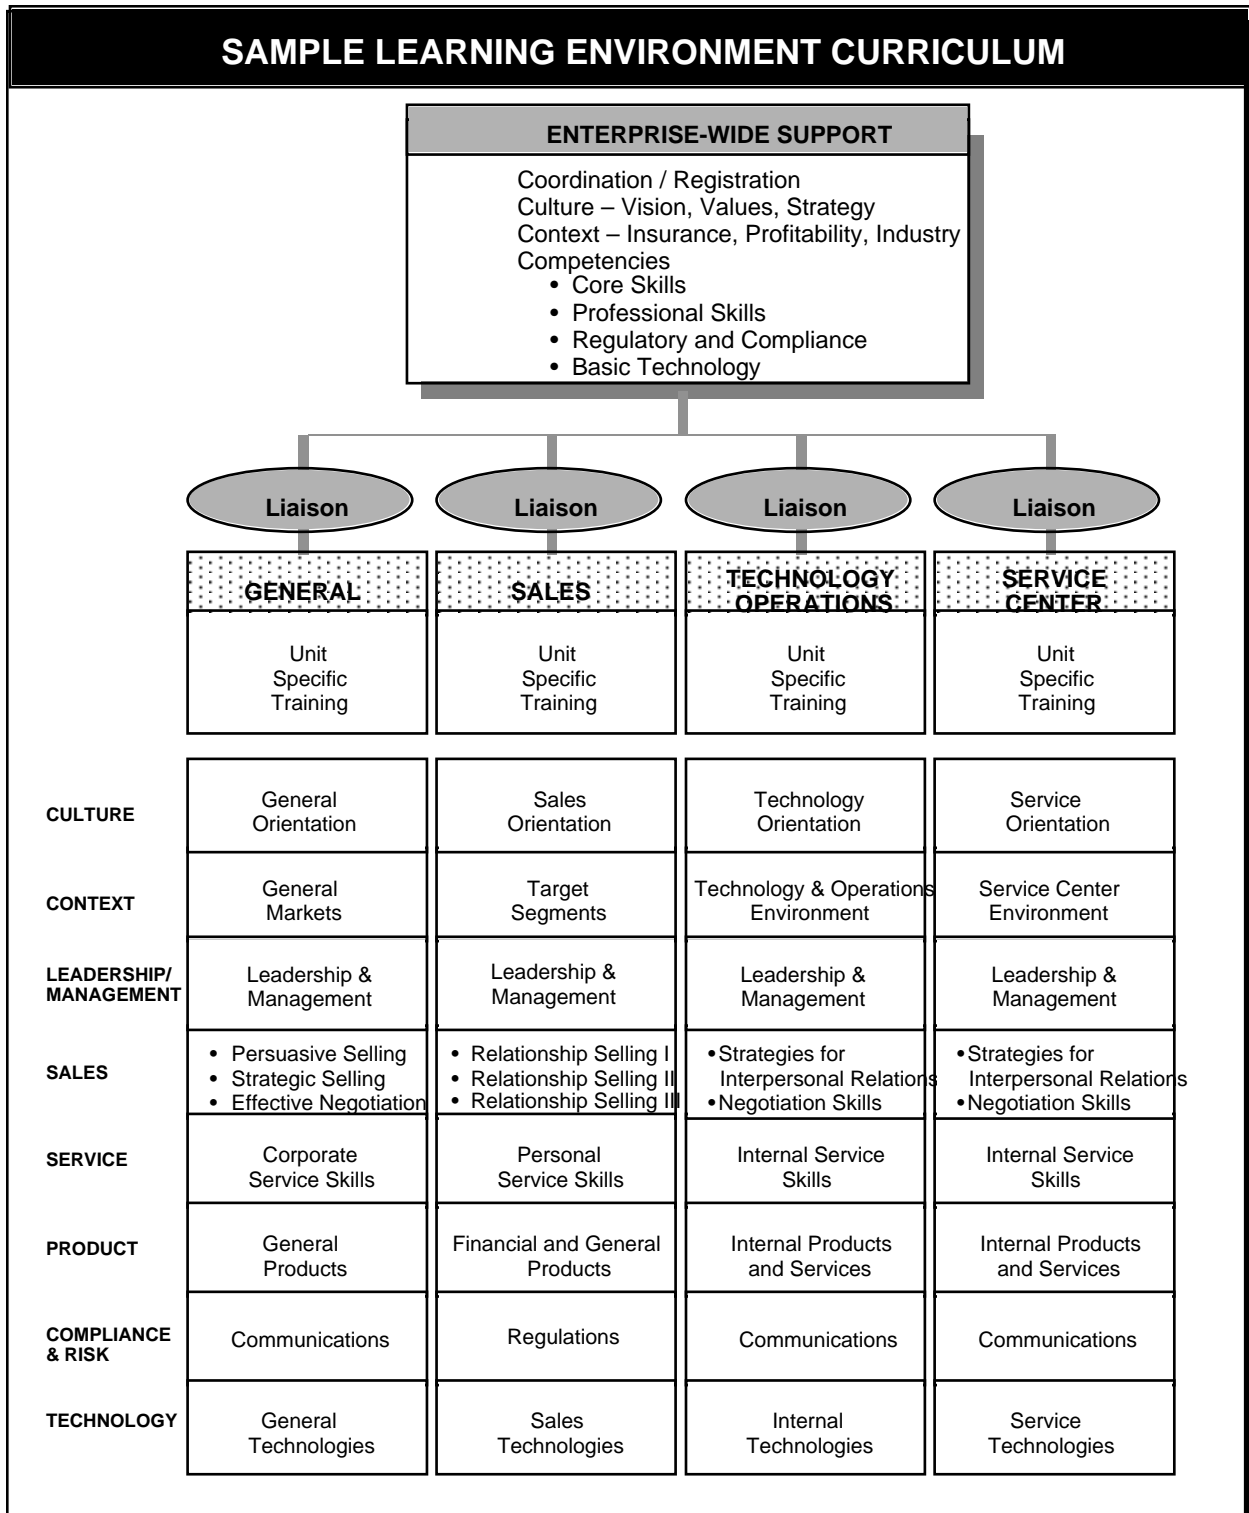 SAMPLE LEARNING ENVIRONMENT CURRICULUM
ENTERPRISE-WIDE SUPPORT
Coordination / Registration
Culture – Vision, Values, Strategy
Context – Insurance, Profitability, Industry
Competencies
• Core Skills
• Professional Skills
• Regulatory and Compliance
• Basic Technology
Liaison
Liaison
Liaison
Liaison
GENERAL
Unit
Specific
Training
SALES
Unit
Specific
Training
TECHNOLOGY
OPERATIONS
Unit
Specific
Training
SERVICE
CENTER
Unit
Specific
Training
CULTURE
General
Orientation
Sales
Orientation
Technology
Orientation
Service
Orientation
CONTEXT
General
Markets
Target
Segments
Technology & Operations
Environment
Service Center
Environment
LEADERSHIP/
MANAGEMENT
Leadership &
Management
Leadership &
Management
Leadership &
Management
Leadership &
Management
SALES
• Persuasive Selling
• Strategic Selling
• Effective Negotiation
• Relationship Selling I
• Relationship Selling II
• Relationship Selling III
• Strategies for
Interpersonal Relations
• Negotiation Skills
• Strategies for
Interpersonal Relations
• Negotiation Skills
SERVICE
Corporate
Service Skills
Personal
Service Skills
Internal Service
Skills
Internal Service
Skills
PRODUCT
General
Products
Financial and General
Products
Internal Products
and Services
Internal Products
and Services
COMPLIANCE
& RISK
Communications
Regulations
Communications
Communications
TECHNOLOGY
General
Technologies
Sales
Technologies
Internal
Technologies
Service
Technologies